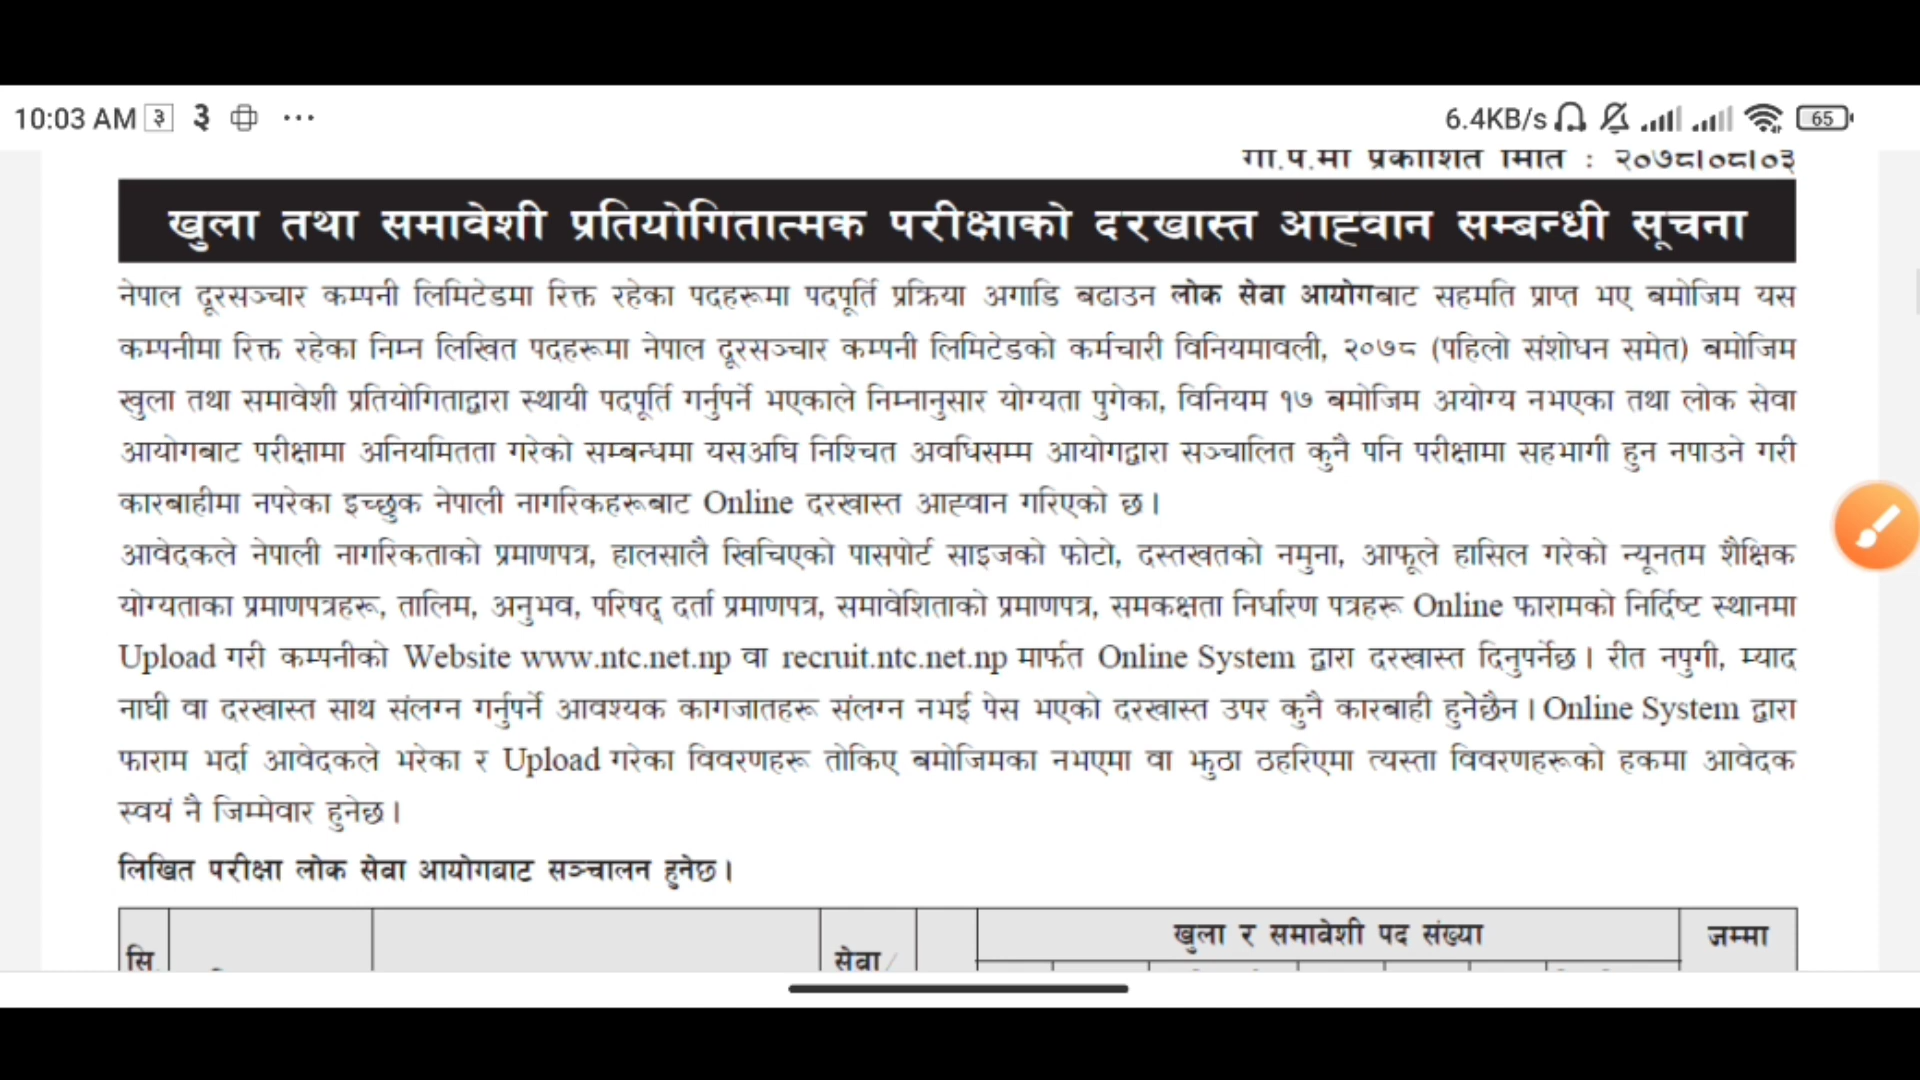 10:03 AM ३ ३ ...
6.4KB/s 65
गो.प.मा प्रकाशित मिति : २०७८।०८।०३
खुला तथा समावेशी प्रतियोगितात्मक परीक्षाको दरखास्त आह्वान सम्बन्धी सूचना
नेपाल दूरसञ्चार कम्पनी लिमिटेडमा रिक्त रहेका पदहरूमा पदपूर्ति प्रक्रिया अगाडि बढाउन लोक सेवा आयोगबाट सहमति प्राप्त भए बमोजिम यस
कम्पनीमा रिक्त रहेका निम्न लिखित पदहरूमा नेपाल दूरसञ्चार कम्पनी लिमिटेडको कर्मचारी विनियमावली, २०७८ (पहिलो संशोधन समेत) बमोजिम
खुला तथा समावेशी प्रतियोगिताद्वारा स्थायी पदपूर्ति गर्नुपर्ने भएकाले निम्नानुसार योग्यता पुगेका, विनियम १७ बमोजिम अयोग्य नभएका तथा लोक सेवा
आयोगबाट परीक्षामा अनियमितता गरेको सम्बन्धमा यसअघि निश्चित अवधिसम्म आयोगद्वारा सञ्चालित कुनै पनि परीक्षामा सहभागी हुन नपाउने गरी
कारबाहीमा नपरेका इच्छुक नेपाली नागरिकहरूबाट Online दरखास्त आह्वान गरिएको छ।
आवेदकले नेपाली नागरिकताको प्रमाणपत्र, हालसालै खिचिएको पासपोर्ट साइजको फोटो, दस्तखतको नमुना, आफूले हासिल गरेको न्यूनतम शैक्षिक
योग्यताका प्रमाणपत्रहरू, तालिम, अनुभव, परिषद् दर्ता प्रमाणपत्र, समावेशिताको प्रमाणपत्र, समकक्षता निर्धारण पत्रहरू Online फारामको निर्दिष्ट स्थानमा
Upload गरी कम्पनीको Website www.ntc.net.np वा recruit.ntc.net.np मार्फत Online System द्वारा दरखास्त दिनुपर्नेछ। रीत नपुगी, म्याद
नाघी वा दरखास्त साथ संलग्न गर्नुपर्ने आवश्यक कागजातहरू संलग्न नभई पेस भएको दरखास्त उपर कुनै कारबाही हुनेछैन। Online System द्वारा
फाराम भर्दा आवेदकले भरेका र Upload गरेका विवरणहरू तोकिए बमोजिमका नभएमा वा झुठा ठहरिएमा त्यस्ता विवरणहरूको हकमा आवेदक
स्वयं नै जिम्मेवार हुनेछ।
लिखित परीक्षा लोक सेवा आयोगबाट सञ्चालन हुनेछ।
खुला र समावेशी पद संख्या जम्मा
सि. सेवा/